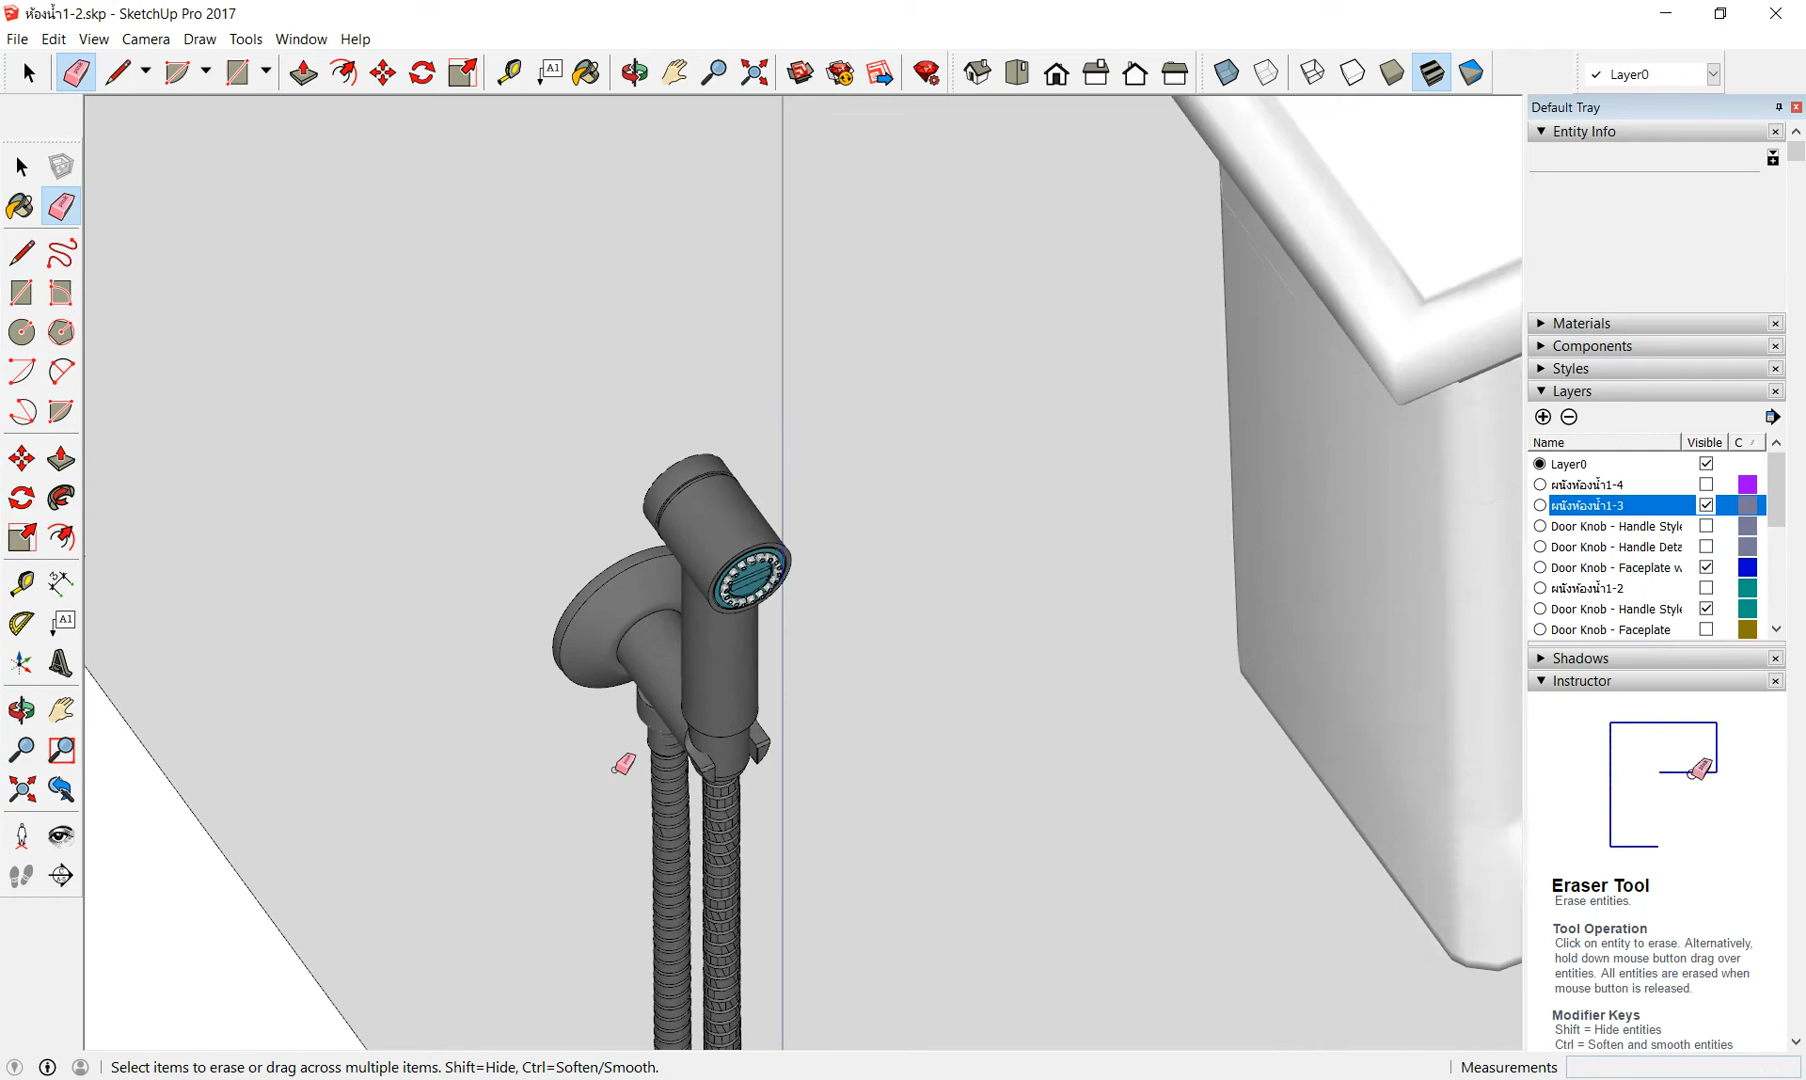 ห้องน้ำ1-2.skp - SketchUp Pro 2017
File Edit View Camera Draw Tools Window Help
A1
Layer0
Default Tray
Entity Info
Materials
Components
Styles
Layers
Name Visible C
Layer0
ผนังห้องน้ำ1-4
ผนังห้องน้ำ1-3
Door Knob - Handle Style
Door Knob - Handle Deta
Door Knob - Faceplate w
ผนังห้องน้ำ1-2
Door Knob - Handle Style
Door Knob - Faceplate
A1
Shadows
Instructor
Eraser Tool
Erase entities.
Tool Operation
Click on entity to erase. Alternatively,
hold down mouse button drag over
entities. All entities are erased when
mouse button is released.
Modifier Keys
Shift = Hide entities
Ctrl = Soften and smooth entities
Select items to erase or drag across multiple items. Shift=Hide, Ctrl=Soften/Smooth.
Measurements